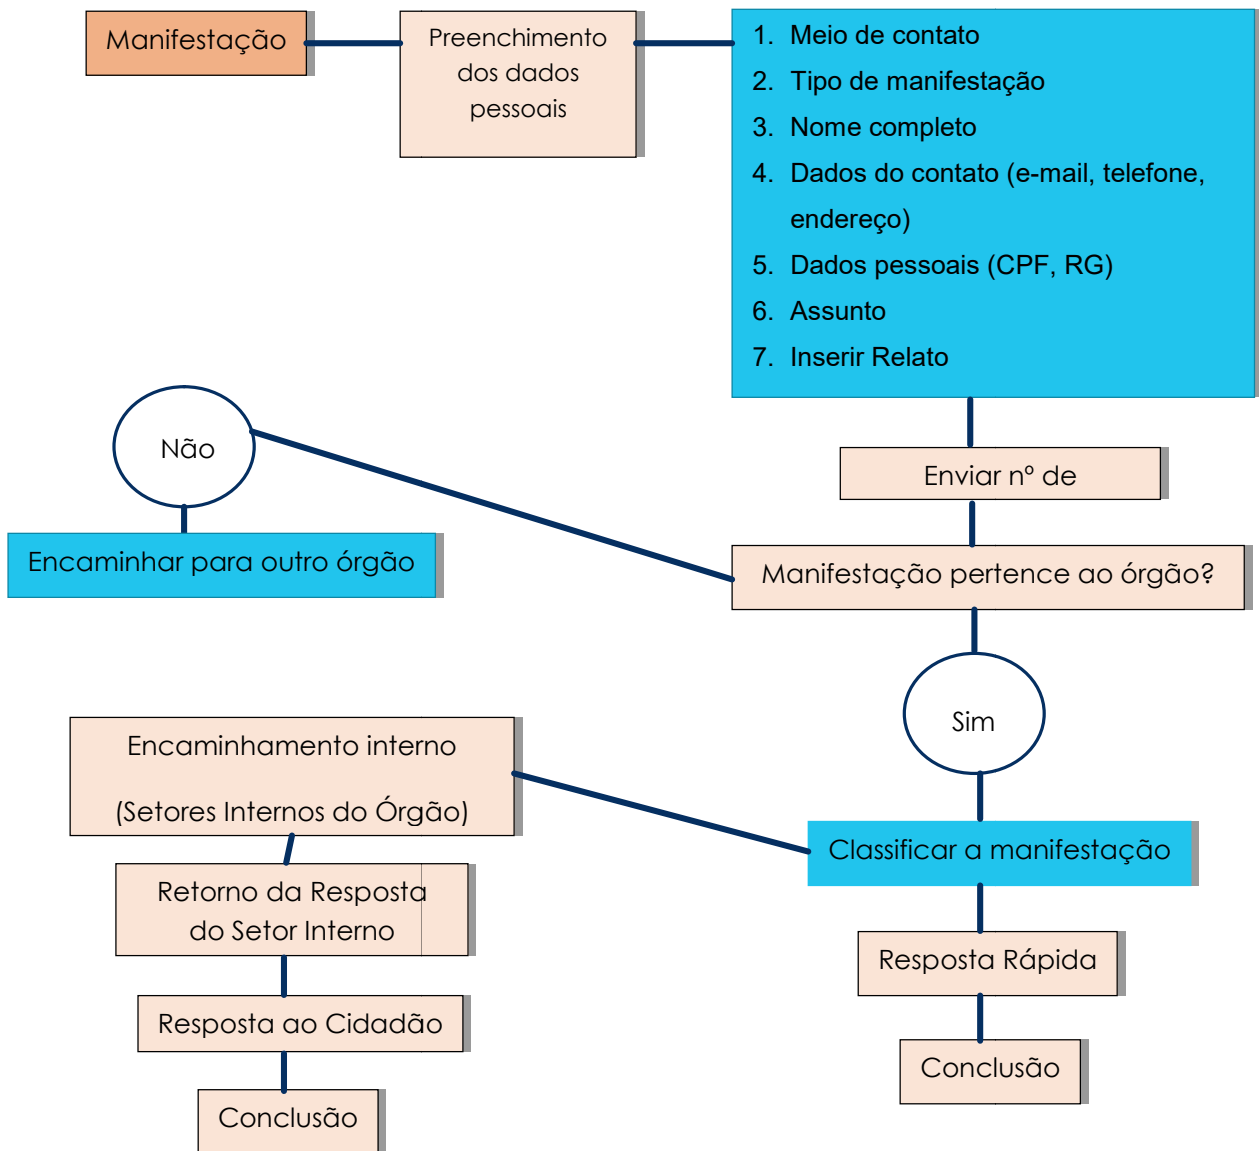 Manifestação
Preenchimento
dos dados
pessoais
1. Meio de contato
2. Tipo de manifestação
3. Nome completo
4. Dados do contato (e-mail, telefone,
endereço)
5. Dados pessoais (CPF, RG)
6. Assunto
7. Inserir Relato
Não
Enviar nº de
Encaminhar para outro órgão
Manifestação pertence ao órgão?
Sim
Encaminhamento interno
(Setores Internos do Órgão)
Classificar a manifestação
Retorno da Resposta
do Setor Interno
Resposta Rápida
Resposta ao Cidadão
Conclusão
Conclusão